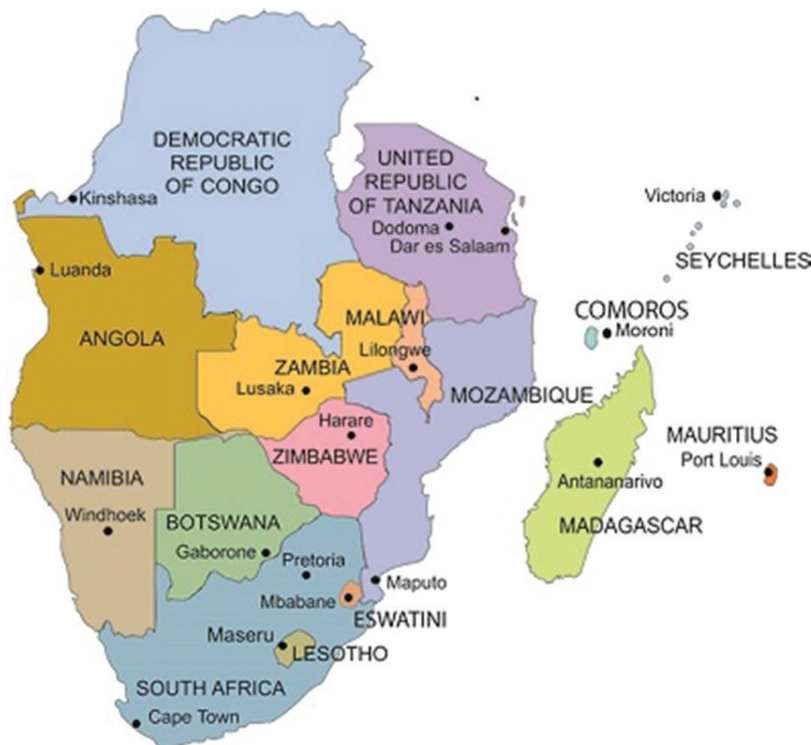 DEMOCRATIC
REPUBLIC
OF CONGO
Kinshasa
UNITED
REPUBLIC
OF TANZANIA
Dodoma
Dar es Salaam
Victoria
SEYCHELLES
Luanda
ANGOLA
MALAWI
Lilongwe
ZAMBIA
Lusaka
COMOROS
Moroni
MOZAMBIQUE
Harare
ZIMBABWE
MAURITIUS
Port Louis
Antananarivo
MADAGASCAR
NAMIBIA
Windhoek
BOTSWANA
Gaborone
Pretoria
Maputo
Mbabane
ESWATINI
Maseru
LESOTHO
SOUTH AFRICA
Cape Town